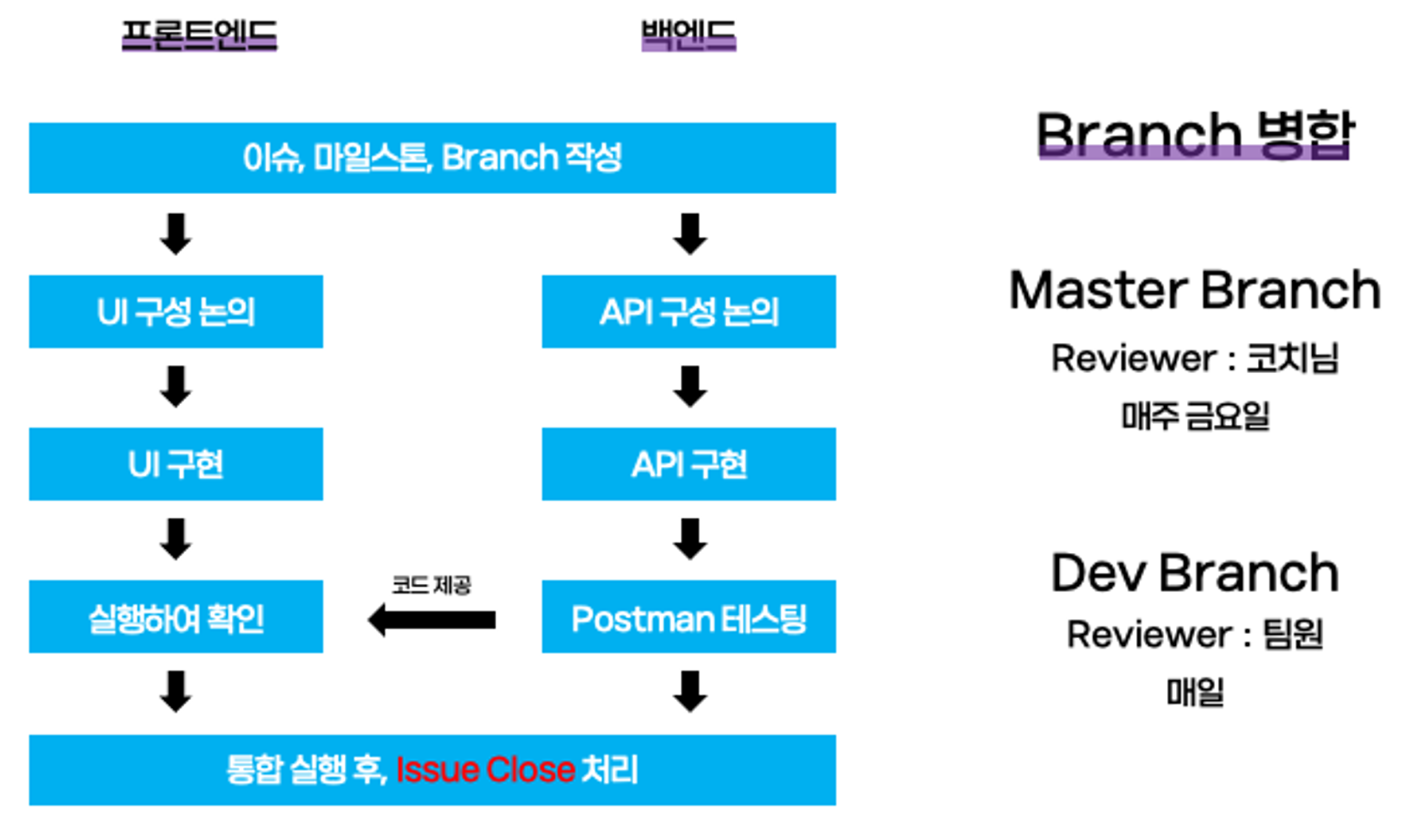 프론트엔드
백엔드
이슈, 마일스톤, Branch 작성
UI 구성 논의
API 구성 논의
UI 구현
API 구현
실행하여 확인
코드 제공
Postman 테스팅
통합 실행 후, Issue Close 처리
Branch 병합
Master Branch
Reviewer : 코치님
매주 금요일
Dev Branch
Reviewer : 팀원
매일